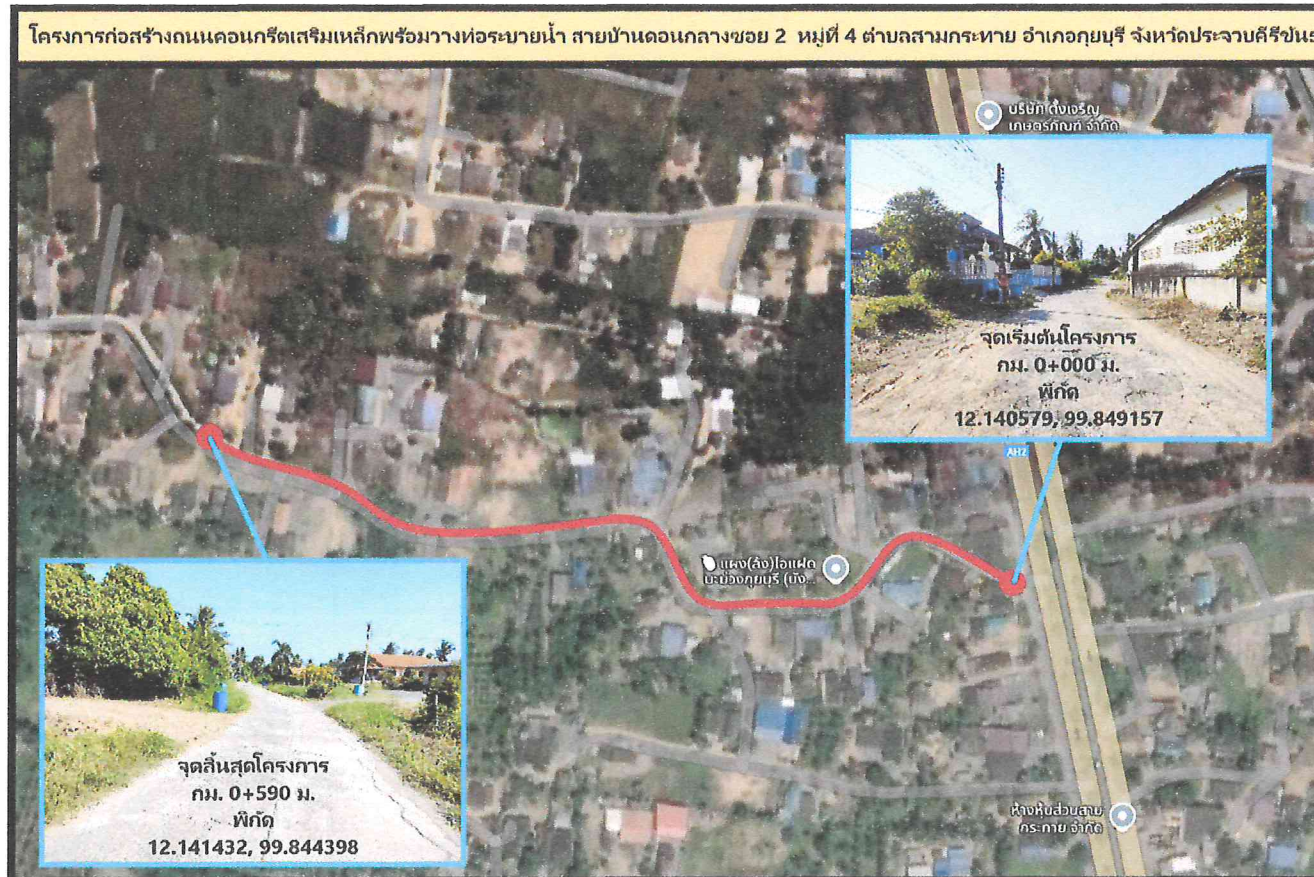 โครงการก่อสร้างถนนคอนกรีตเสริมเหล็กพร้อมวางท่อระบายน้ำ สายบ้านดอนกลางซอย 2 หมู่ที่ 4 ตำบลสามกระทาย อำเภอกุยบุรี จังหวัดประจวบคีรีขันธ
บริษัท ตั้งเจริญ
เกษตรภัณฑ์ จำกัด
จุดเริ่มต้นโครงการ
กม. 0+000 ม.
พิกัด
12.140579, 99.849157
AH2
แผง(ล้ง)ไอแฝด
มะม่วงกุยบุรี (บัง...
จุดสิ้นสุดโครงการ
กม. 0+590 ม.
พิกัด
12.141432, 99.844398
ห้างหุ้นส่วนสาม
กระทาย จำกัด